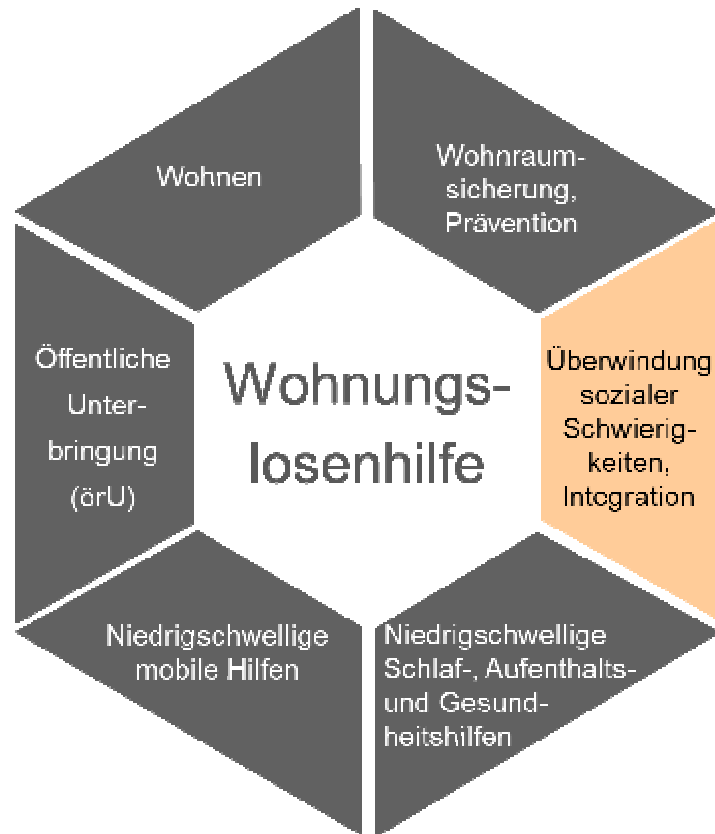 Wohnen
Wohnraum-
sicherung,
Prävention
Öffentliche
Unter-
bringung
(örU)
Wohnungs-
losenhilfe
Überwindung
sozialer
Schwierig-
keiten,
Integration
Niedrigschwellige
mobile Hilfen
Niedrigschwellige
Schlaf-, Aufenthalts-
und Gesund-
heitshilfen